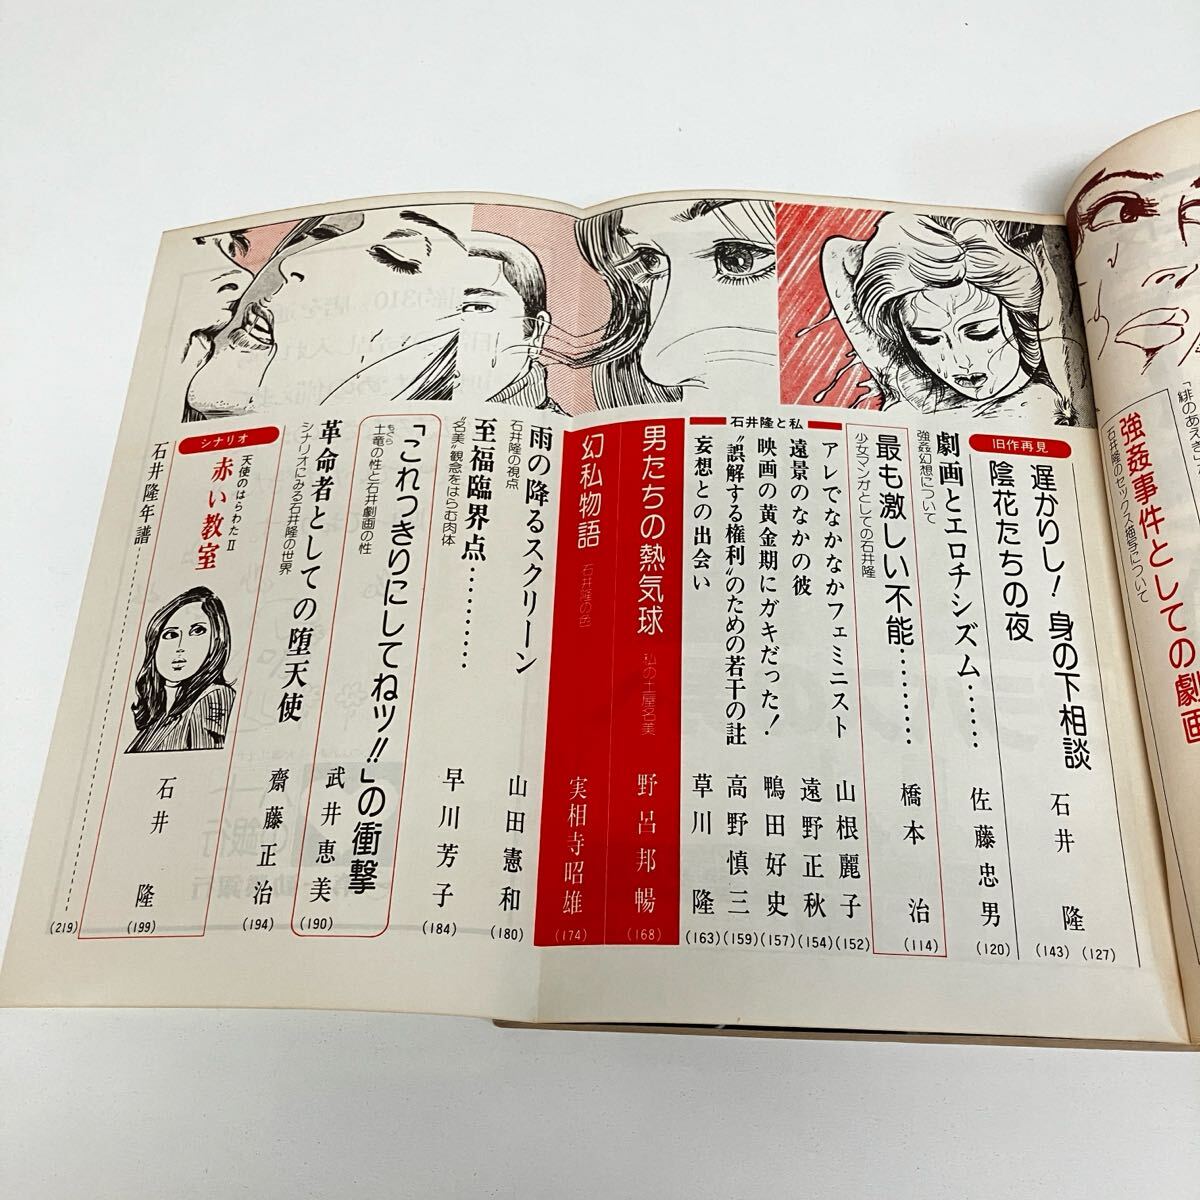 「緋のあえぎ
強姦事件としての劇画
石井隆のセックス描写について
旧作再見
遅かりし！身の下相談
石井 隆
(127)
陰花たちの夜
(143)
劇画とエロチシズム……
強姦幻想について
佐藤忠男
(120)
最も激しい不能………
少女マンガとしての石井隆
橋本 治
(114)
石井隆と私
アレでなかなかフェミニスト
山根麗子
(152)
遠景のなかの彼
遠野正秋
(154)
映画の黄金期にガキだった！
鴨田好史
(157)
〝誤解する権利〟のための若干の註
高野慎三
(159)
妄想との出会い
草川 隆
(163)
男たちの熱気球
私の土屋名美
野呂邦暢
(168)
幻私物語
石井隆の色
実相寺昭雄
(174)
雨の降るスクリーン
石井隆の視点
山田憲和
(180)
至福臨界点………
〝名美〟観念をはらむ肉体
早川芳子
(184)
「これっきりにしてねッ!!」の衝撃
土竜の性と石井劇画の性
もぐら
武井恵美
(190)
革命者としての堕天使
シナリオにみる石井隆の世界
齋藤正治
(194)
シナリオ
天使のはらわたⅡ
赤い教室
石井 隆
(199)
石井隆年譜
(219)